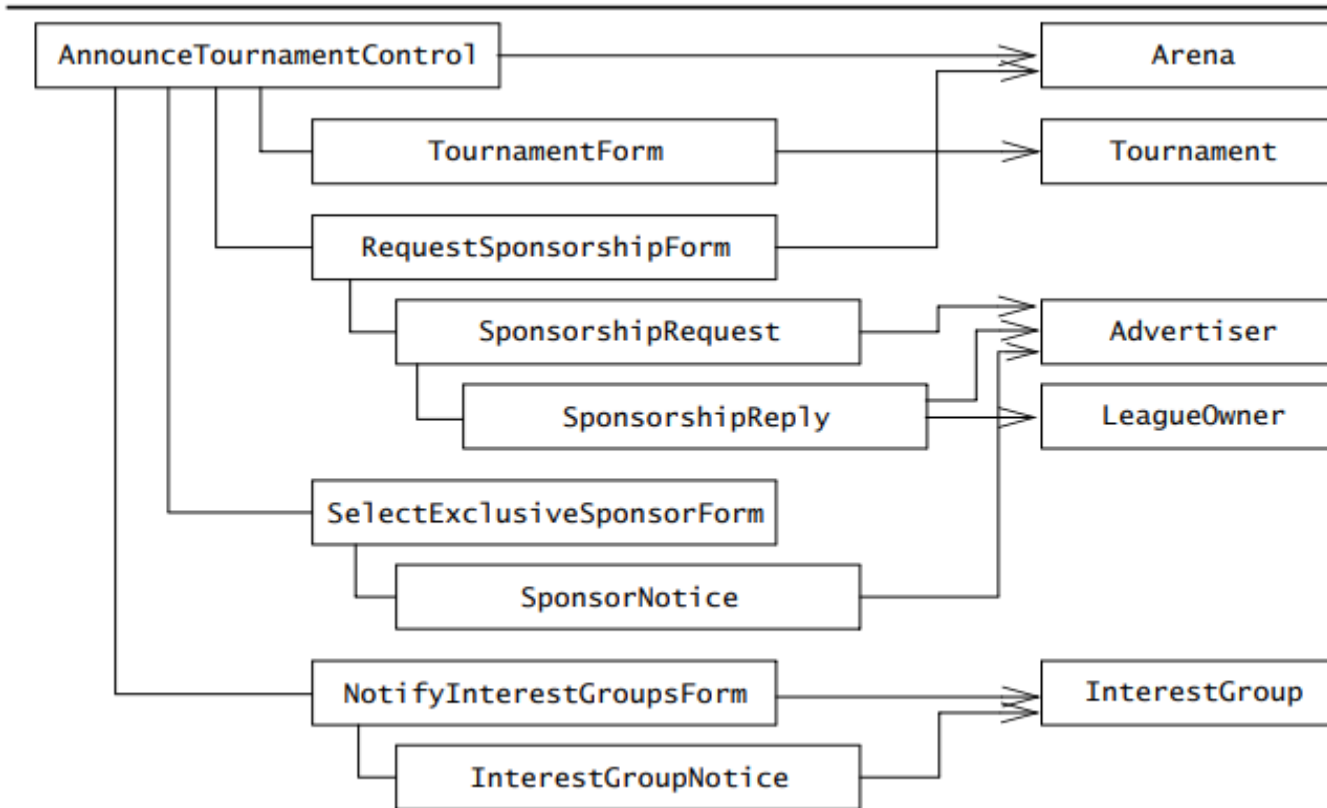 AnnounceTournamentControl
Arena
TournamentForm
Tournament
RequestSponsorshipForm
SponsorshipRequest
Advertiser
SponsorshipReply
LeagueOwner
SelectExclusiveSponsorForm
SponsorNotice
NotifyInterestGroupsForm
InterestGroup
InterestGroupNotice